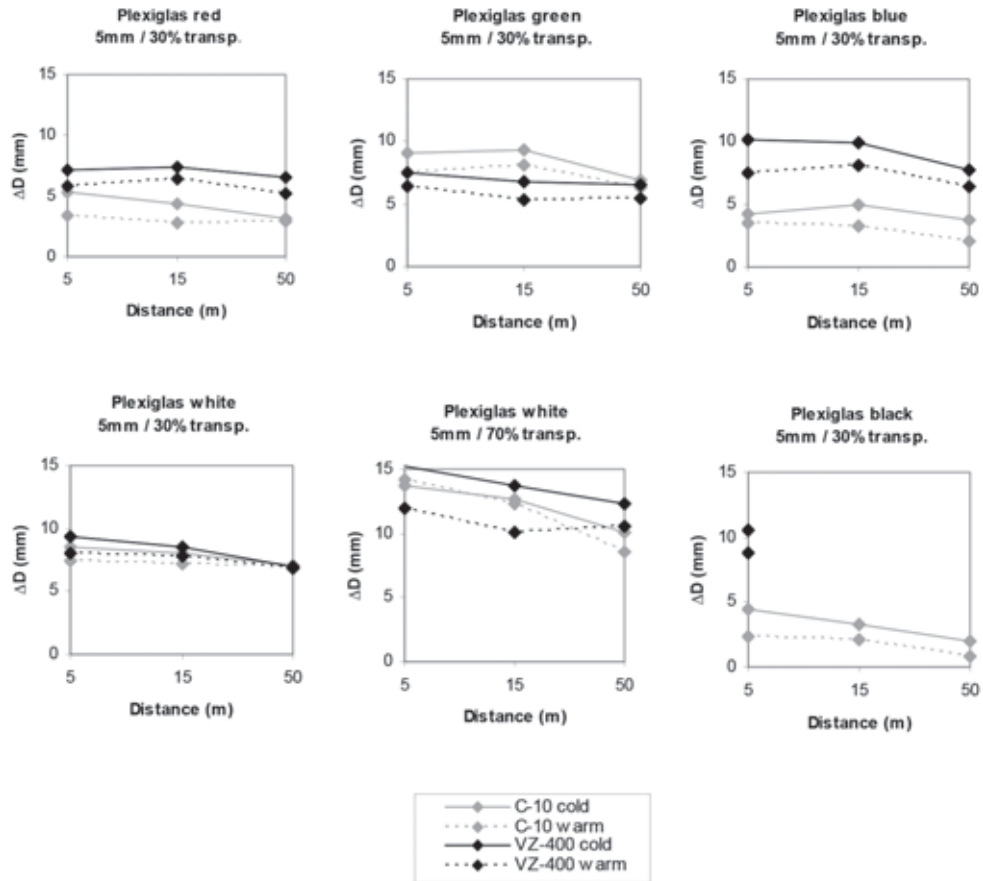 Plexiglas red
5mm / 30% transp.
15
10
5
0
ΔD (mm)
5 15 50
Distance (m)
Plexiglas green
5mm / 30% transp.
15
10
5
0
ΔD (mm)
5 15 50
Distance (m)
Plexiglas blue
5mm / 30% transp.
15
10
5
0
ΔD (mm)
5 15 50
Distance (m)
Plexiglas white
5mm / 30% transp.
15
10
5
0
ΔD (mm)
5 15 50
Distance (m)
Plexiglas white
5mm / 70% transp.
15
10
5
0
ΔD (mm)
5 15 50
Distance (m)
Plexiglas black
5mm / 30% transp.
15
10
5
0
ΔD (mm)
5 15 50
Distance (m)
C-10 cold
C-10 warm
VZ-400 cold
VZ-400 warm